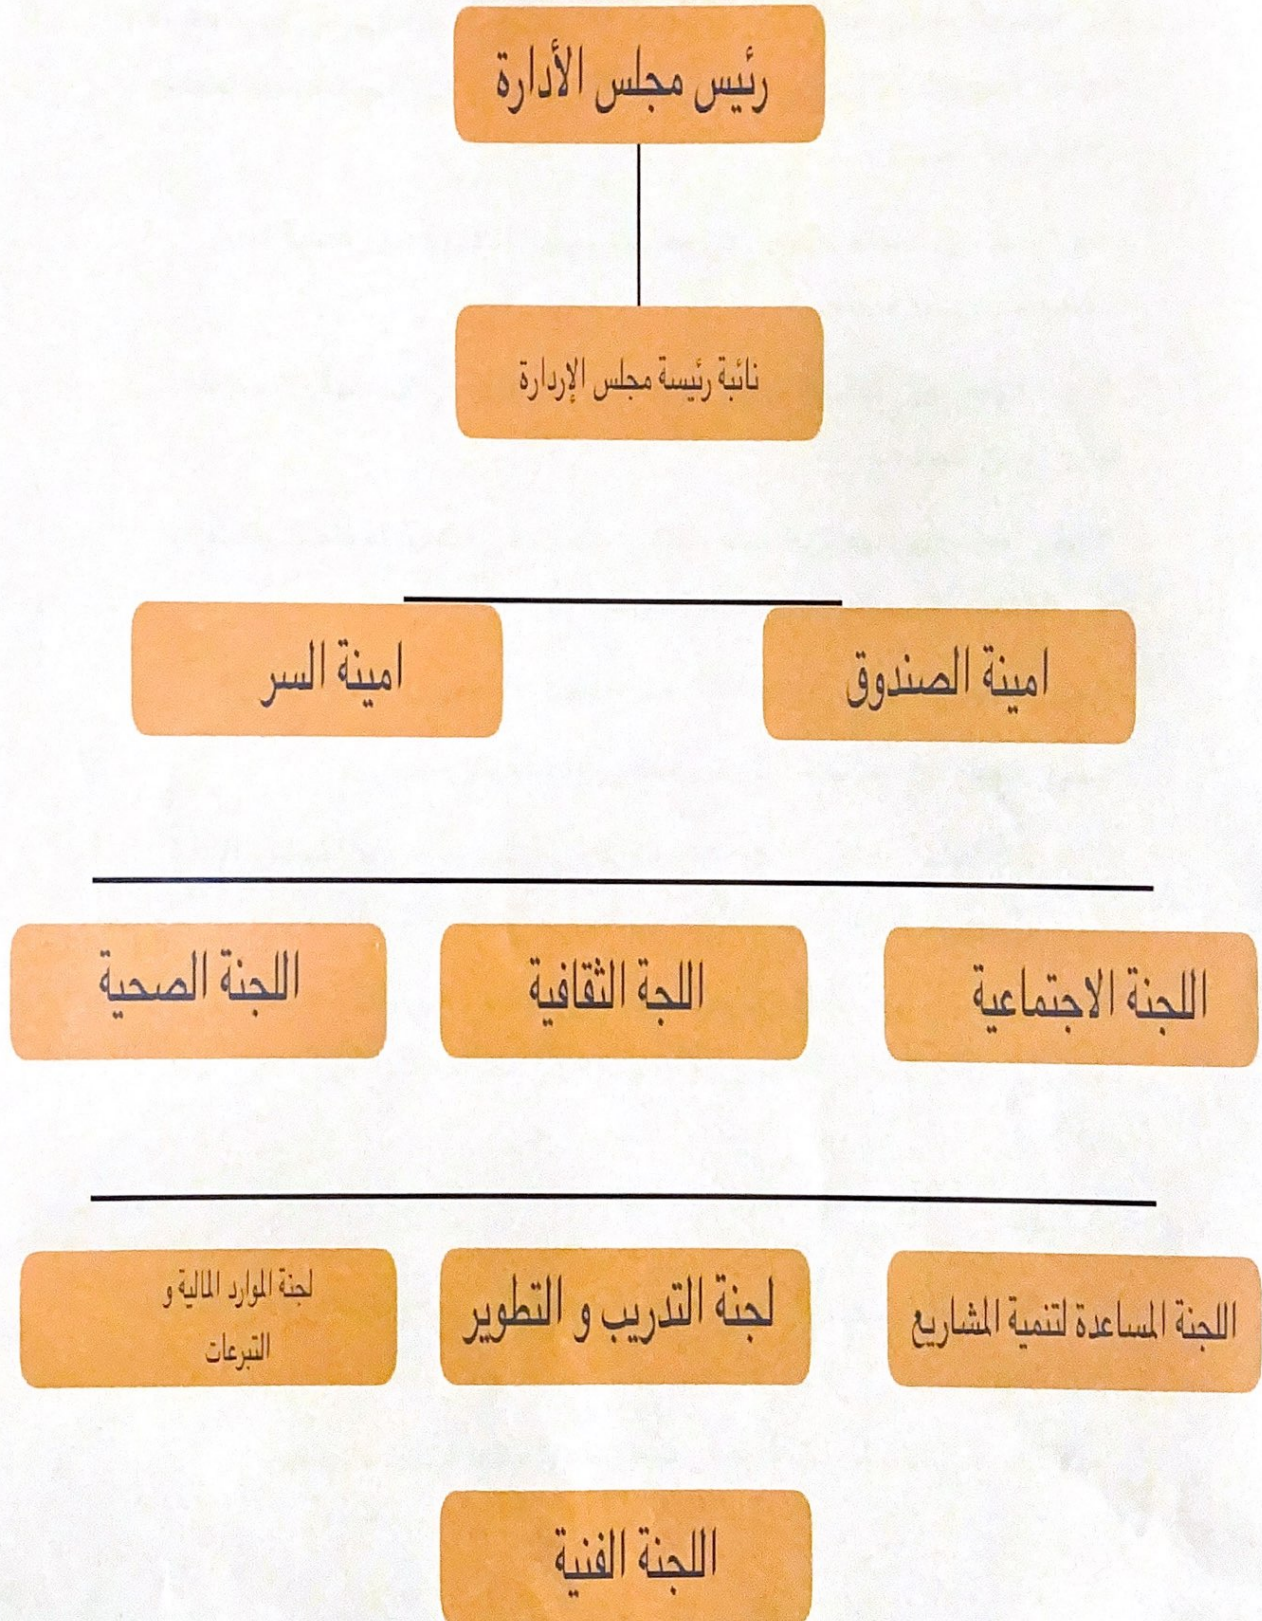 رئيس مجلس الأدارة
نائبة رئيسة مجلس الإردارة
امينة الصندوق
امينة السر
اللجنة الاجتماعية
اللجة الثقافية
اللجنة الصحية
اللجنة المساعدة لتنمية المشاريع
لجنة التدريب و التطوير
لجنة الموارد المالية و
التبرعات
اللجنة الفنية